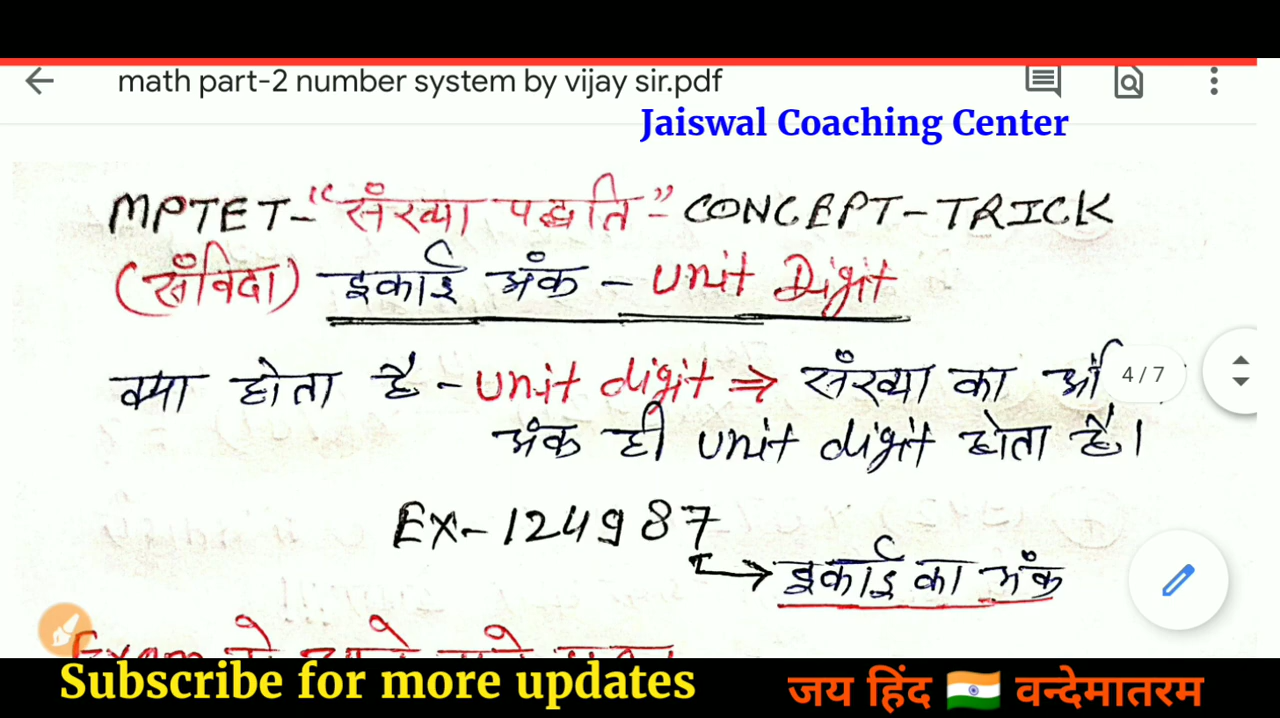 math part-2 number system by vijay sir.pdf
Jaiswal Coaching Center
MPTET-"संख्या पद्धति"-CONCEPT-TRICK
(संविदा) इकाई अंक - Unit Digit
क्या होता है - unit digit ⇒ संख्या का
4/7
अंक ही unit digit होता है।
EX-124987
→ इकाई का अंक
Subscribe for more updates
जय हिंद 🇮🇳 वन्देमातरम